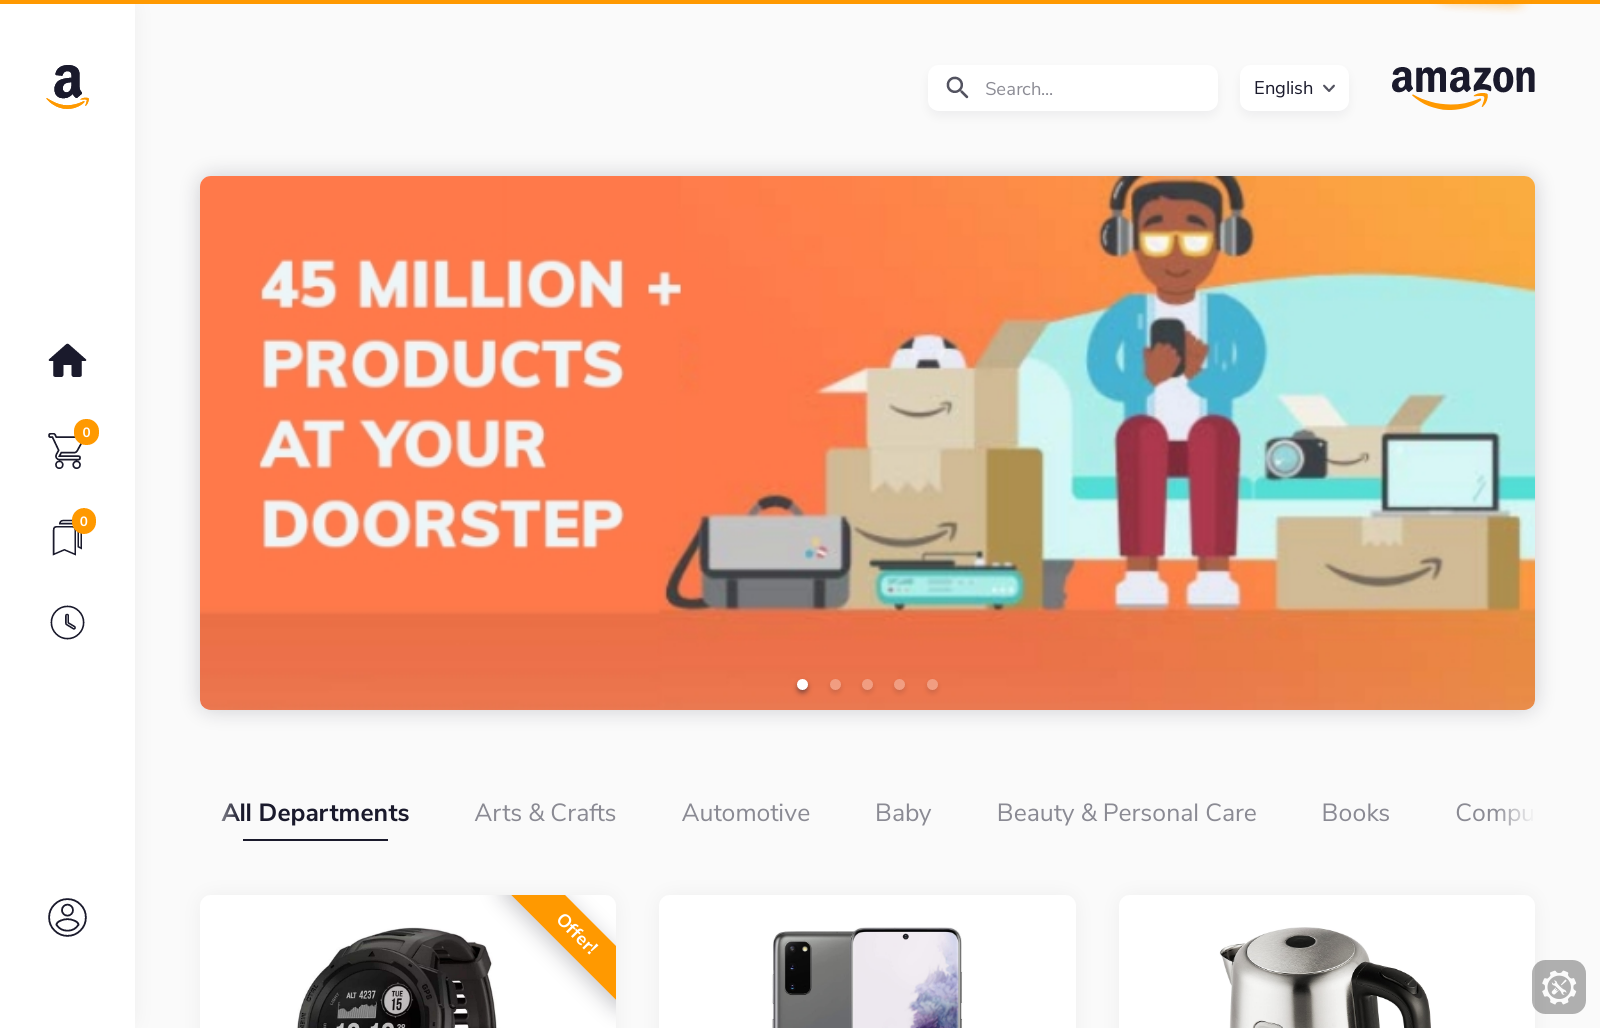 a
Search...
English
amazon
45 MILLION +
PRODUCTS
AT YOUR
DOORSTEP
0
0
All Departments
Arts & Crafts
Automotive
Baby
Beauty & Personal Care
Books
Compu
Offer!
ALT 4237
TUE
15
GPS